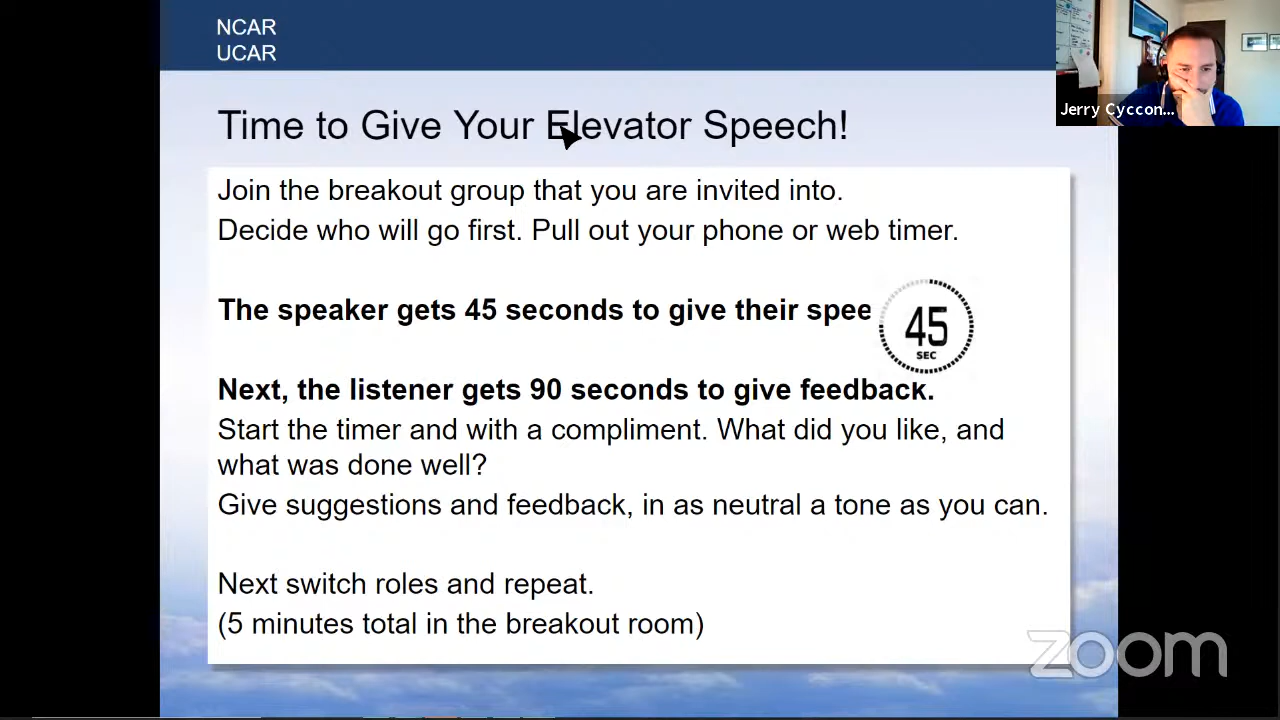 NCAR
UCAR
Jerry Cyccon...
Time to Give Your Elevator Speech!
Join the breakout group that you are invited into.
Decide who will go first. Pull out your phone or web timer.
The speaker gets 45 seconds to give their spee
45
SEC
Next, the listener gets 90 seconds to give feedback.
Start the timer and with a compliment. What did you like, and
what was done well?
Give suggestions and feedback, in as neutral a tone as you can.
Next switch roles and repeat.
(5 minutes total in the breakout room)
zoom